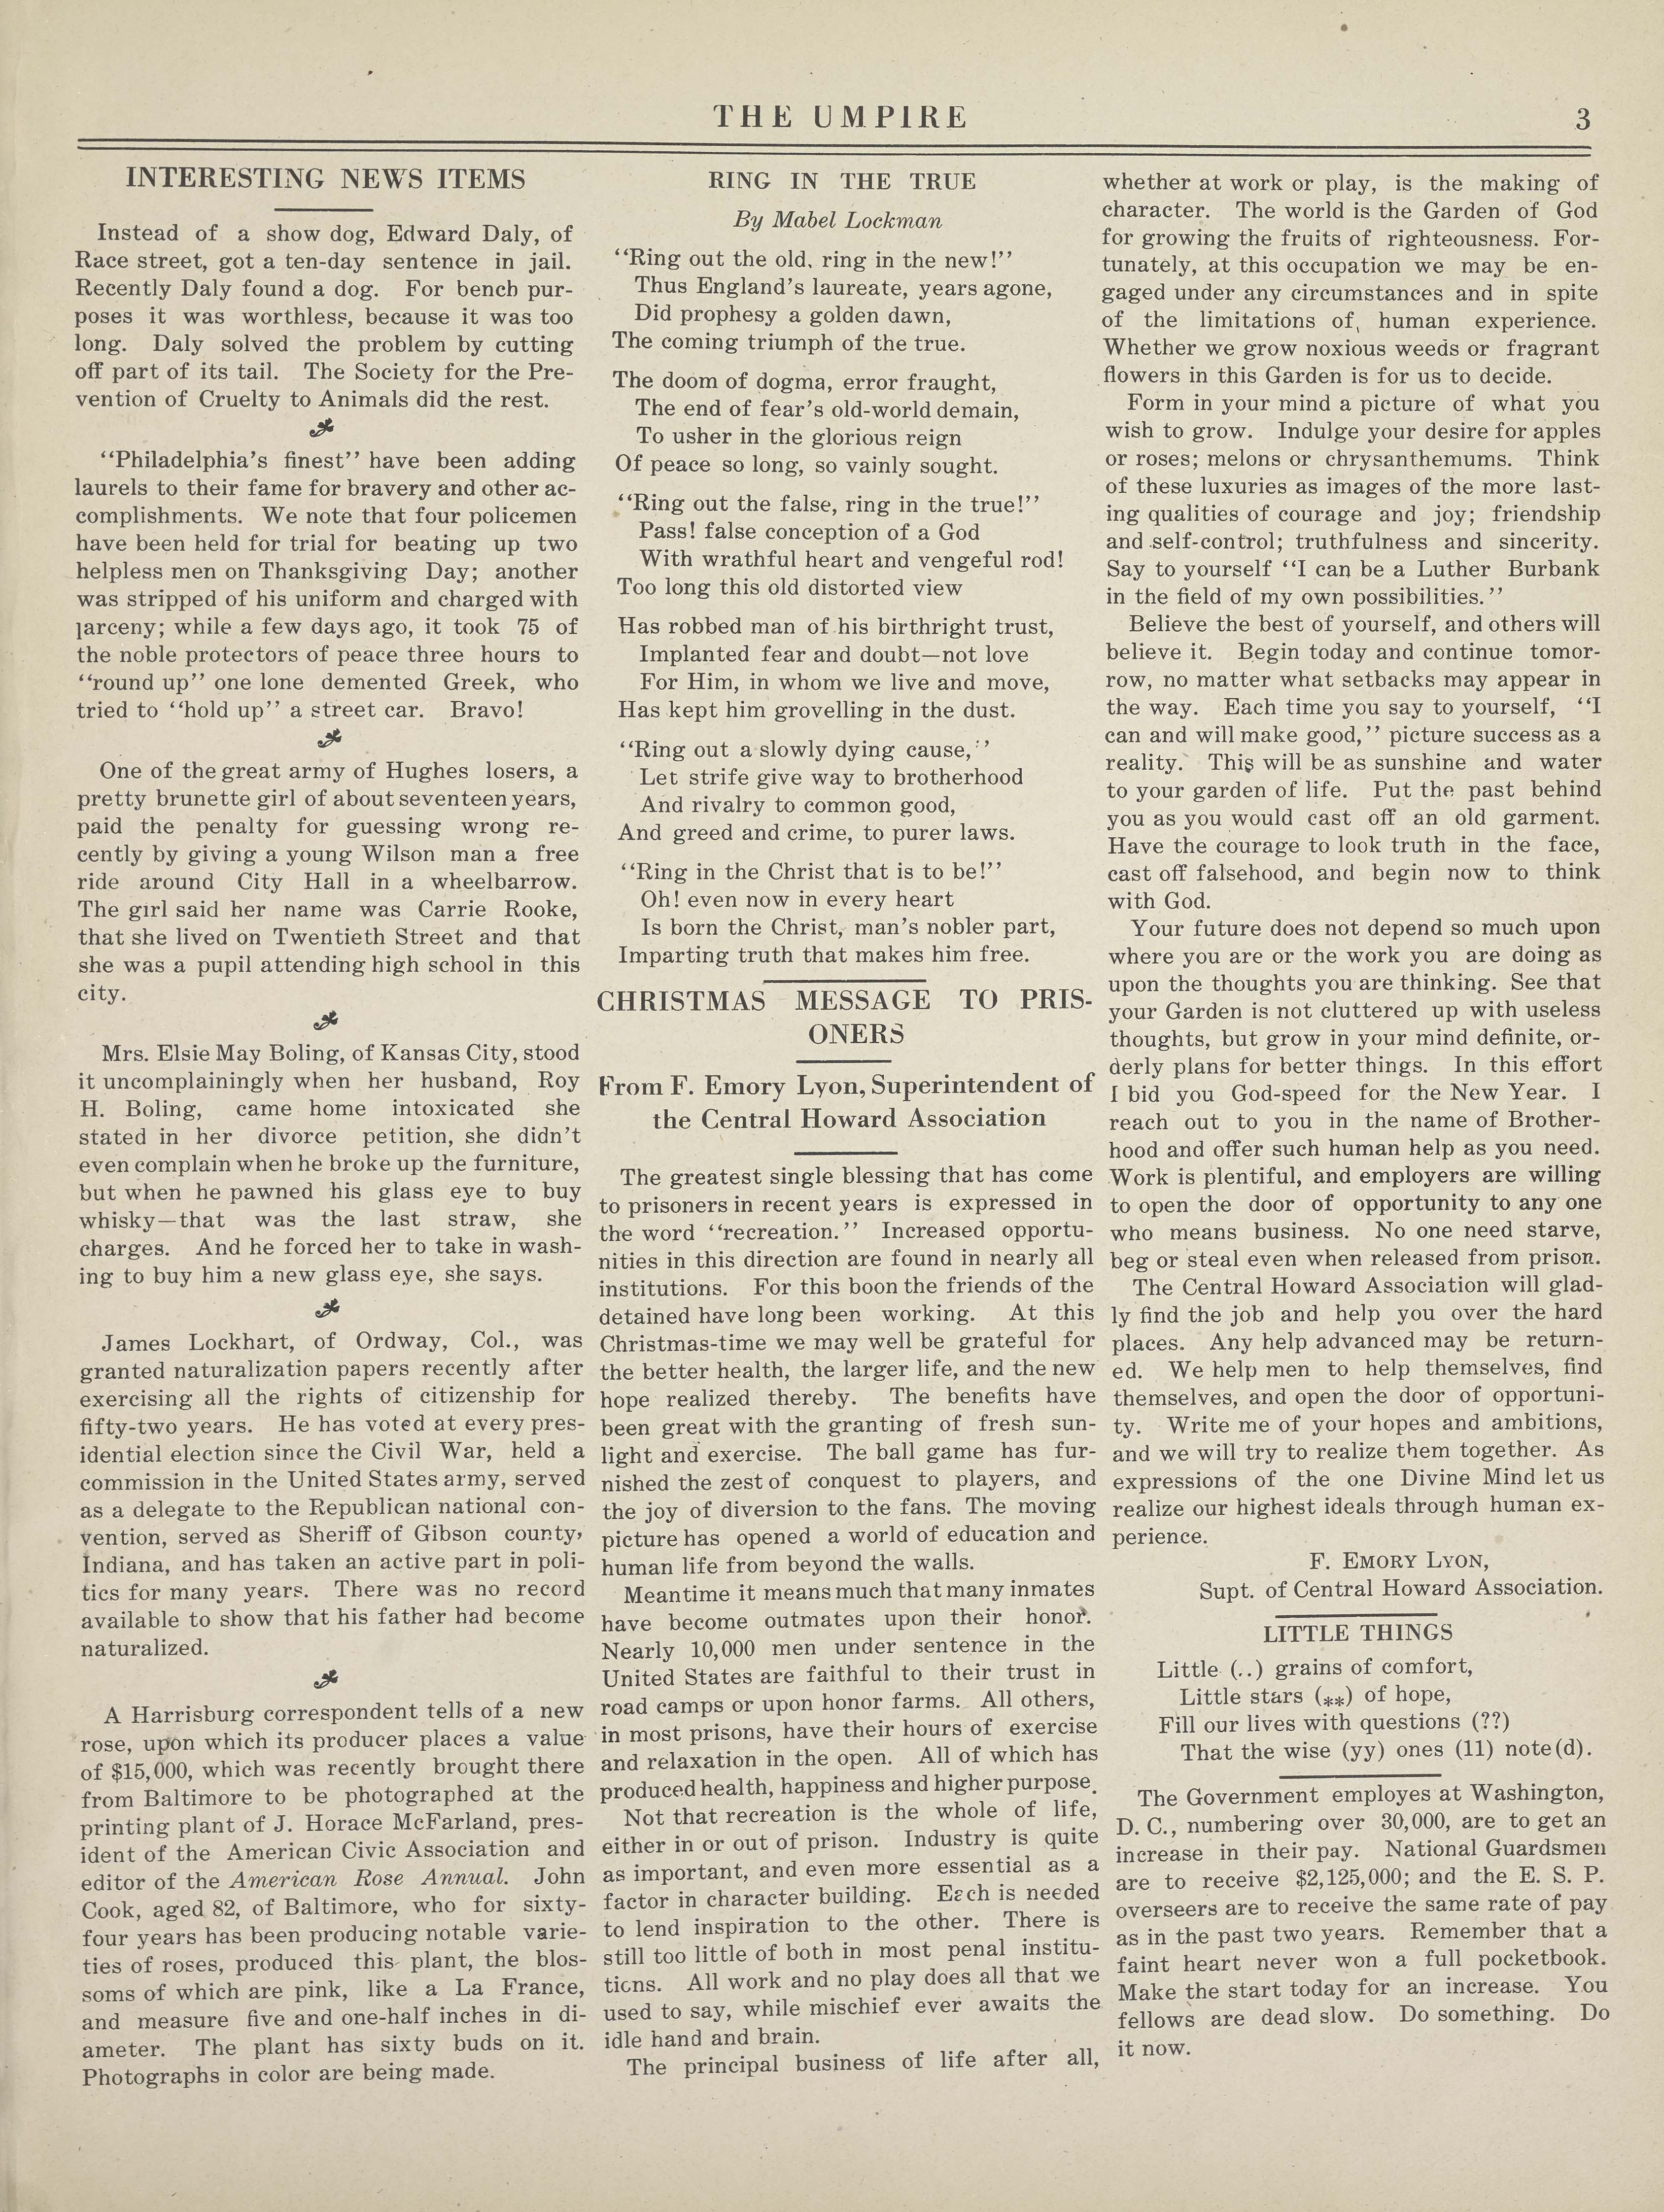 THE UMPIRE
3
INTERESTING NEWS ITEMS
Instead of a show dog, Edward Daly, of
Race street, got a ten-day sentence in jail.
Recently Daly found a dog. For bench pur-
poses it was worthless, because it was too
long. Daly solved the problem by cutting
off part of its tail. The Society for the Pre-
vention of Cruelty to Animals did the rest.
‘‘Philadelphia’s finest’’ have been adding
laurels to their fame for bravery and other ac-
complishments. We note that four policemen
have been held for trial for beating up two
helpless men on Thanksgiving Day; another
was stripped of his uniform and charged with
larceny; while a few days ago, it took 75 of
the noble protectors of peace three hours to
‘‘round up’’ one lone demented Greek, who
tried to ‘‘hold up’’ a street car. Bravo!
One of the great army of Hughes losers, a
pretty brunette girl of about seventeen years,
paid the penalty for guessing wrong re-
cently by giving a young Wilson man a free
ride around City Hall in a wheelbarrow.
The girl said her name was Carrie Rooke,
that she lived on Twentieth Street and that
she was a pupil attending high school in this
city.
Mrs. Elsie May Boling, of Kansas City, stood
it uncomplainingly when her husband, Roy
H. Boling, came home intoxicated she
stated in her divorce petition, she didn’t
even complain when he broke up the furniture,
but when he pawned his glass eye to buy
whisky—that was the last straw, she
charges. And he forced her to take in wash-
ing to buy him a new glass eye, she says.
James Lockhart, of Ordway, Col., was
granted naturalization papers recently after
exercising all the rights of citizenship for
fifty-two years. He has voted at every pres-
idential election since the Civil War, held a
commission in the United States army, served
as a delegate to the Republican national con-
vention, served as Sheriff of Gibson county,
Indiana, and has taken an active part in poli-
tics for many years. There was no record
available to show that his father had become
naturalized.
A Harrisburg correspondent tells of a new
rose, upon which its producer places a value
of $15,000, which was recently brought there
from Baltimore to be photographed at the
printing plant of J. Horace McFarland, pres-
ident of the American Civic Association and
editor of the American Rose Annual. John
Cook, aged 82, of Baltimore, who for sixty-
four years has been producing notable varie-
ties of roses, produced this plant, the blos-
soms of which are pink, like a La France,
and measure five and one-half inches in di-
ameter. The plant has sixty buds on it.
Photographs in color are being made.
RING IN THE TRUE
By Mabel Lockman
‘‘Ring out the old, ring in the new!’’
Thus England’s laureate, years agone,
Did prophesy a golden dawn,
The coming triumph of the true.
The doom of dogma, error fraught,
The end of fear’s old-world demain,
To usher in the glorious reign
Of peace so long, so vainly sought.
‘‘Ring out the false, ring in the true!’’
Pass! false conception of a God
With wrathful heart and vengeful rod!
Too long this old distorted view
Has robbed man of his birthright trust,
Implanted fear and doubt—not love
For Him, in whom we live and move,
Has kept him grovelling in the dust.
‘‘Ring out a slowly dying cause,’’
Let strife give way to brotherhood
And rivalry to common good,
And greed and crime, to purer laws.
‘‘Ring in the Christ that is to be!’’
Oh! even now in every heart
Is born the Christ, man’s nobler part,
Imparting truth that makes him free.
CHRISTMAS MESSAGE TO PRIS-
ONERS
From F. Emory Lyon, Superintendent of
the Central Howard Association
The greatest single blessing that has come
to prisoners in recent years is expressed in
the word ‘‘recreation.’’ Increased opportu-
nities in this direction are found in nearly all
institutions. For this boon the friends of the
detained have long been working. At this
Christmas-time we may well be grateful for
the better health, the larger life, and the new
hope realized thereby. The benefits have
been great with the granting of fresh sun-
light and exercise. The ball game has fur-
nished the zest of conquest to players, and
the joy of diversion to the fans. The moving
picture has opened a world of education and
human life from beyond the walls.
Meantime it means much that many inmates
have become outmates upon their honor.
Nearly 10,000 men under sentence in the
United States are faithful to their trust in
road camps or upon honor farms. All others,
in most prisons, have their hours of exercise
and relaxation in the open. All of which has
produced health, happiness and higher purpose.
Not that recreation is the whole of life,
either in or out of prison. Industry is quite
as important, and even more essential as a
factor in character building. Each is needed
to lend inspiration to the other. There is
still too little of both in most penal institu-
tions. All work and no play does all that we
used to say, while mischief ever awaits the
idle hand and brain.
The principal business of life after all,
whether at work or play, is the making of
character. The world is the Garden of God
for growing the fruits of righteousness. For-
tunately, at this occupation we may be en-
gaged under any circumstances and in spite
of the limitations of, human experience.
Whether we grow noxious weeds or fragrant
flowers in this Garden is for us to decide.
Form in your mind a picture of what you
wish to grow. Indulge your desire for apples
or roses; melons or chrysanthemums. Think
of these luxuries as images of the more last-
ing qualities of courage and joy; friendship
and self-control; truthfulness and sincerity.
Say to yourself ‘‘I can be a Luther Burbank
in the field of my own possibilities.’’
Believe the best of yourself, and others will
believe it. Begin today and continue tomor-
row, no matter what setbacks may appear in
the way. Each time you say to yourself, ‘‘I
can and will make good,’’ picture success as a
reality. This will be as sunshine and water
to your garden of life. Put the past behind
you as you would cast off an old garment.
Have the courage to look truth in the face,
cast off falsehood, and begin now to think
with God.
Your future does not depend so much upon
where you are or the work you are doing as
upon the thoughts you are thinking. See that
your Garden is not cluttered up with useless
thoughts, but grow in your mind definite, or-
derly plans for better things. In this effort
I bid you God-speed for the New Year. I
reach out to you in the name of Brother-
hood and offer such human help as you need.
Work is plentiful, and employers are willing
to open the door of opportunity to any one
who means business. No one need starve,
beg or steal even when released from prison.
The Central Howard Association will glad-
ly find the job and help you over the hard
places. Any help advanced may be return-
ed. We help men to help themselves, find
themselves, and open the door of opportuni-
ty. Write me of your hopes and ambitions,
and we will try to realize them together. As
expressions of the one Divine Mind let us
realize our highest ideals through human ex-
perience.
F. EMORY LYON,
Supt. of Central Howard Association.
LITTLE THINGS
Little (..) grains of comfort,
Little stars (**) of hope,
Fill our lives with questions (??)
That the wise (yy) ones (11) note(d).
The Government employes at Washington,
D. C., numbering over 30,000, are to get an
increase in their pay. National Guardsmen
are to receive $2,125,000; and the E. S. P.
overseers are to receive the same rate of pay
as in the past two years. Remember that a
faint heart never won a full pocketbook.
Make the start today for an increase. You
fellows are dead slow. Do something. Do
it now.